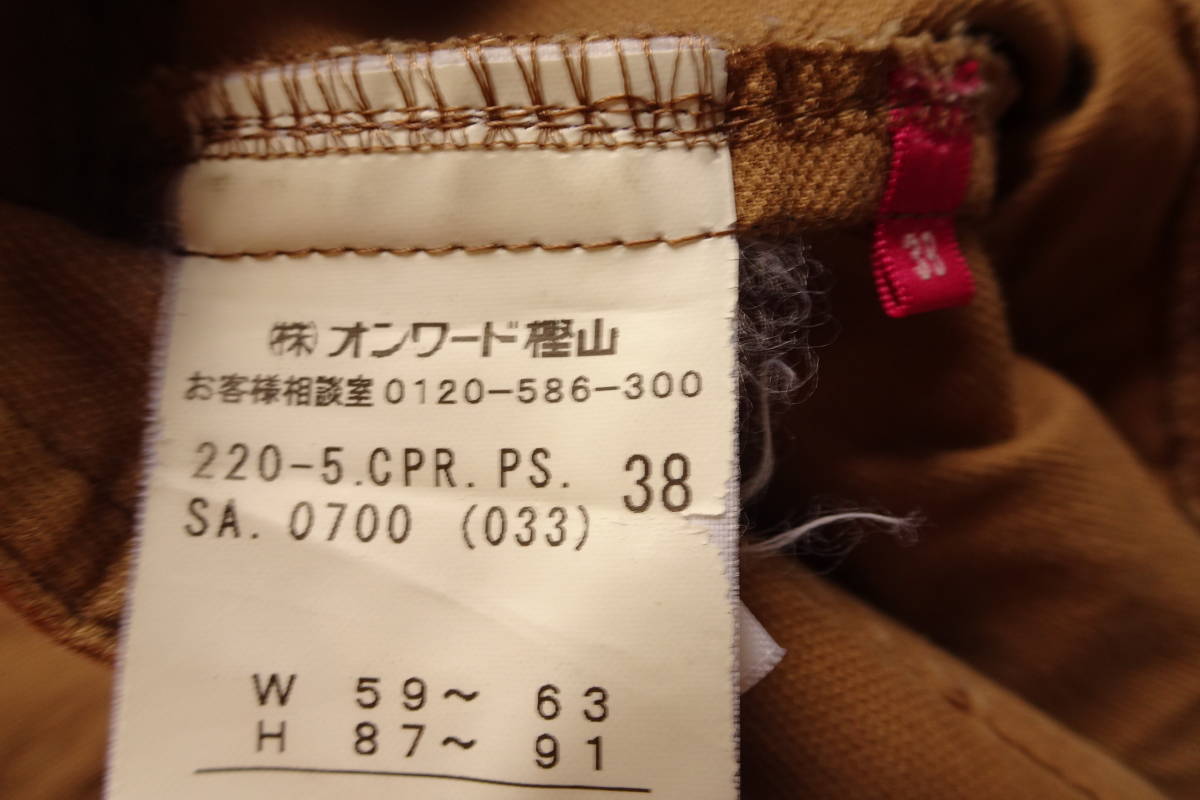 ㈱オンワード樫山
お客様相談室0120-586-300
220-5.CPR.PS. 38
SA. 0700 (033)
W 59～ 63
H 87～ 91